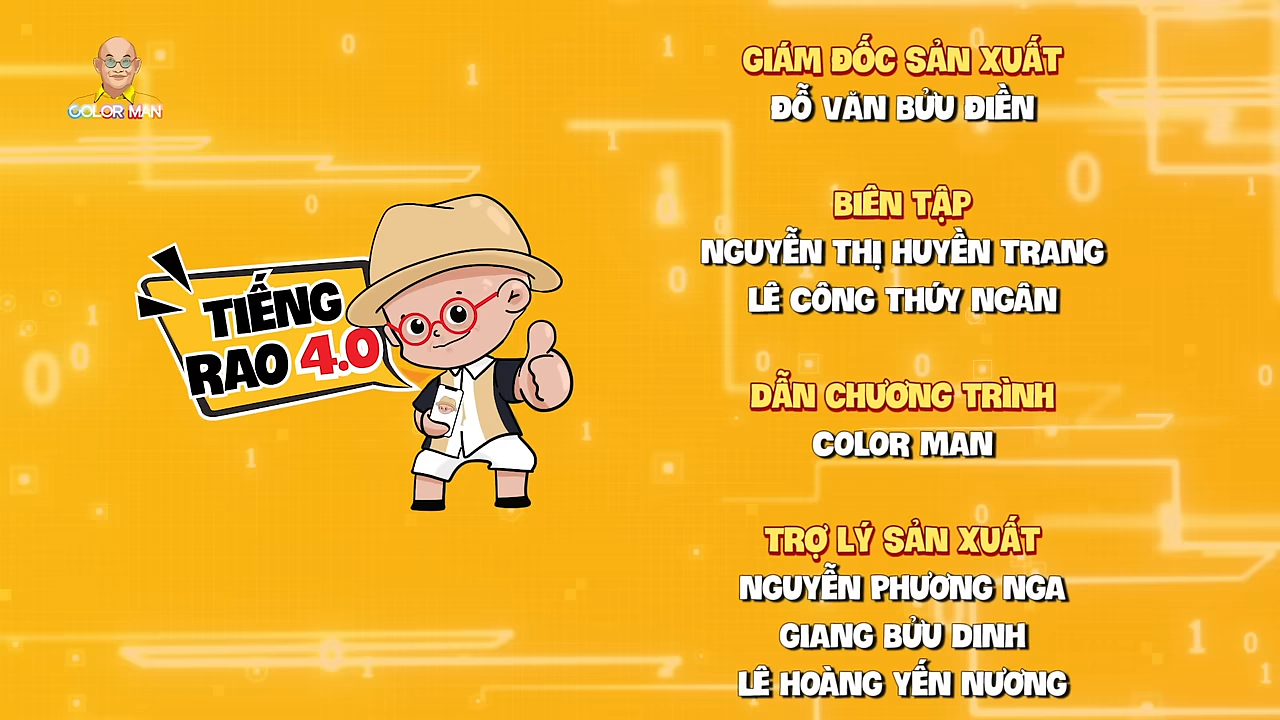 COLOR MAN
TIẾNG
RAO 4.0
GIÁM ĐỐC SẢN XUẤT
ĐỖ VĂN BỬU ĐIỀN
BIÊN TẬP
NGUYỄN THỊ HUYỀN TRANG
LÊ CÔNG THÚY NGÂN
DẪN CHƯƠNG TRÌNH
COLOR MAN
TRỢ LÝ SẢN XUẤT
NGUYỄN PHƯƠNG NGA
GIANG BỬU DINH
LÊ HOÀNG YẾN NƯƠNG